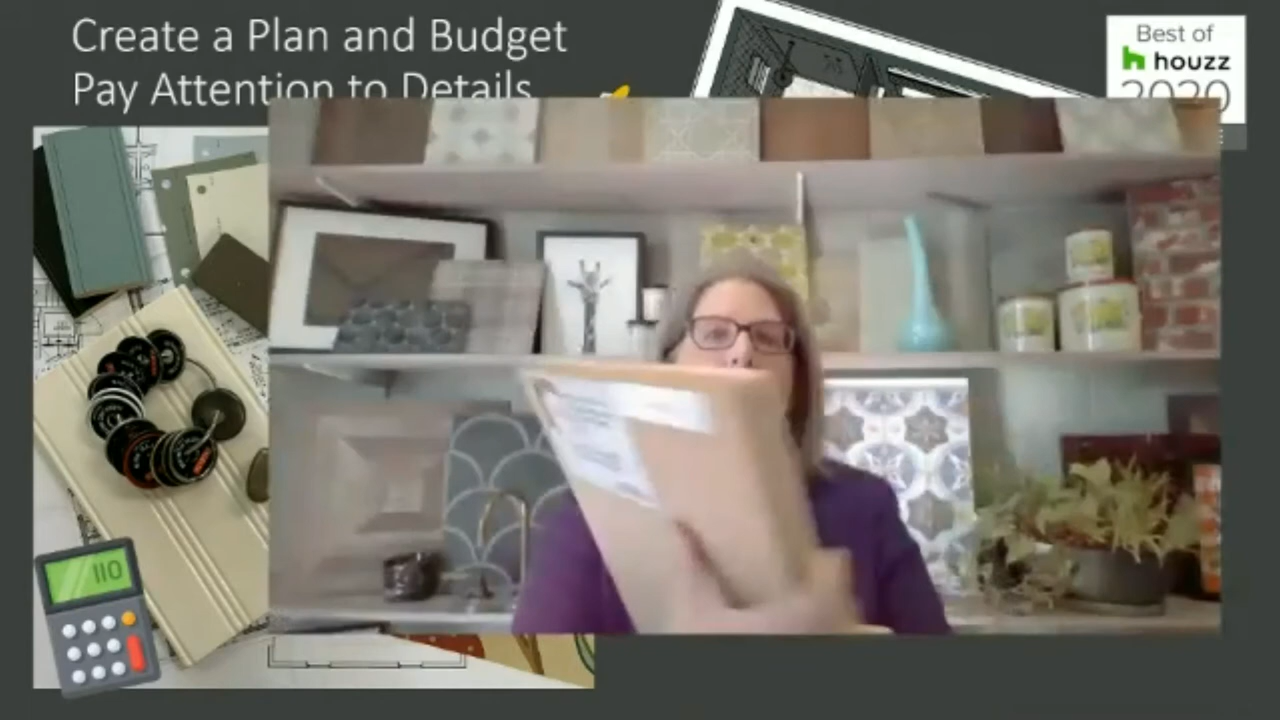 Create a Plan and Budget
Pay Attention to Details
Best of
houzz
2020
110